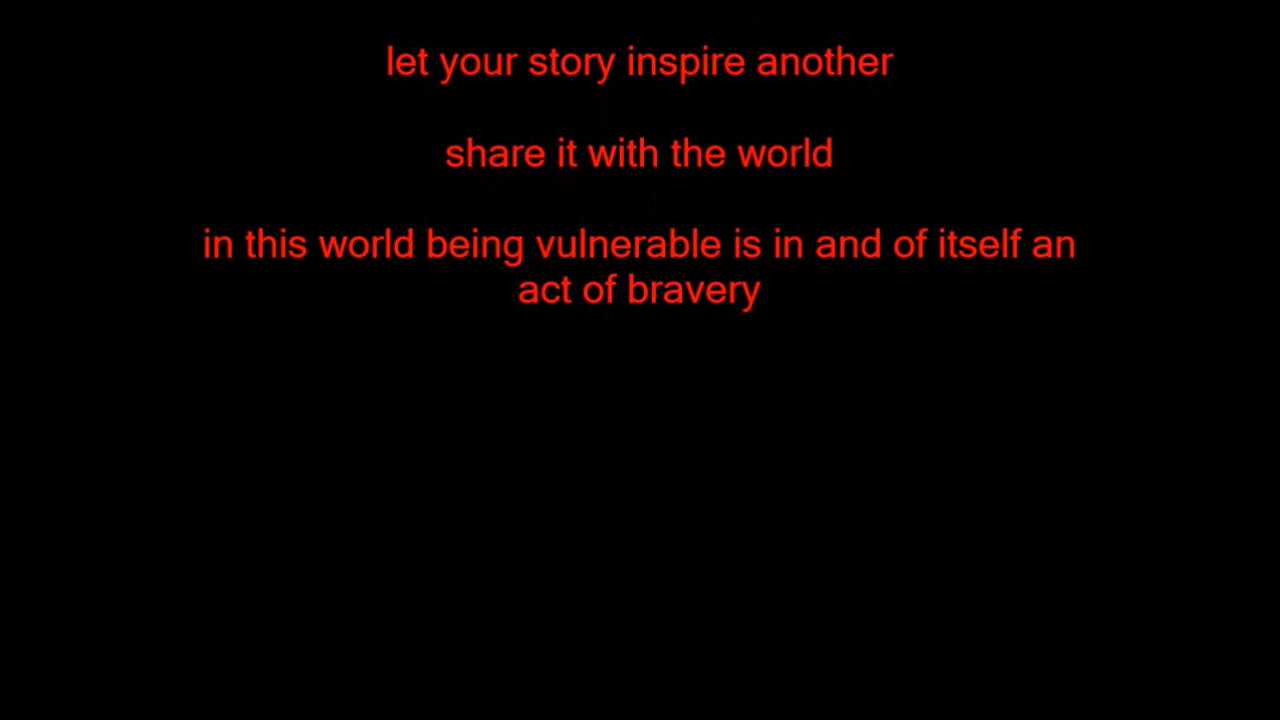 let your story inspire another
share it with the world
in this world being vulnerable is in and of itself an
act of bravery